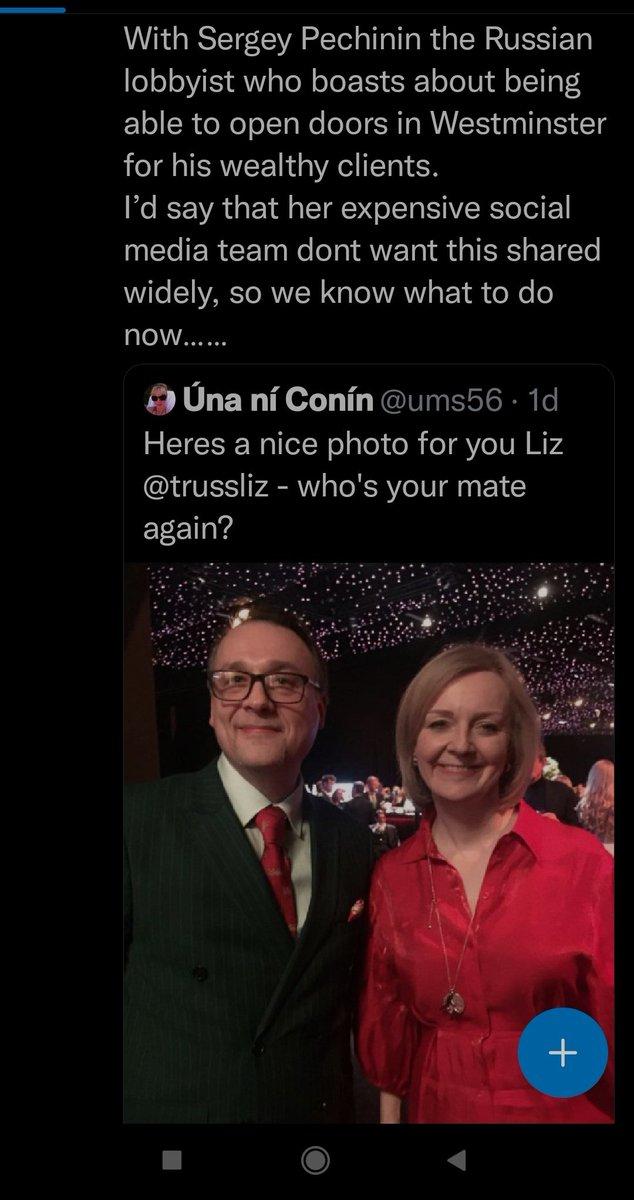 With Sergey Pechinin the Russian
lobbyist who boasts about being
able to open doors in Westminster
for his wealthy clients.
I’d say that her expensive social
media team dont want this shared
widely, so we know what to do
now......
Úna ní Conín @ums56 · 1d
Heres a nice photo for you Liz
@trussliz - who's your mate
again?